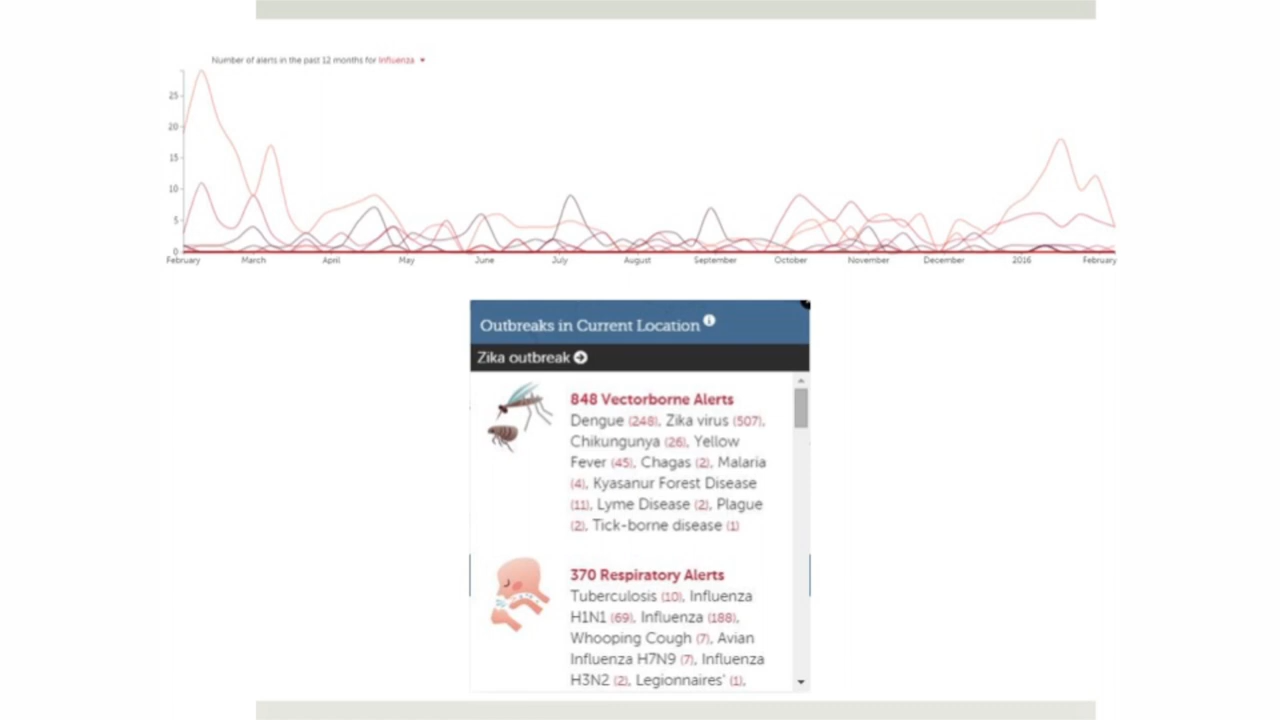 Number of alerts in the past 12 months for Influenza
25
20
15
10
5
0
February March April May June July August September October November December 2016 February
Outbreaks in Current Location
Zika outbreak
848 Vectorborne Alerts
Dengue (248), Zika virus (507),
Chikungunya (26), Yellow
Fever (45), Chagas (2), Malaria
(4), Kyasanur Forest Disease
(11), Lyme Disease (2), Plague
(2), Tick-borne disease (1)
370 Respiratory Alerts
Tuberculosis (10), Influenza
H1N1 (69), Influenza (188),
Whooping Cough (7), Avian
Influenza H7N9 (7), Influenza
H3N2 (2), Legionnaires' (1),